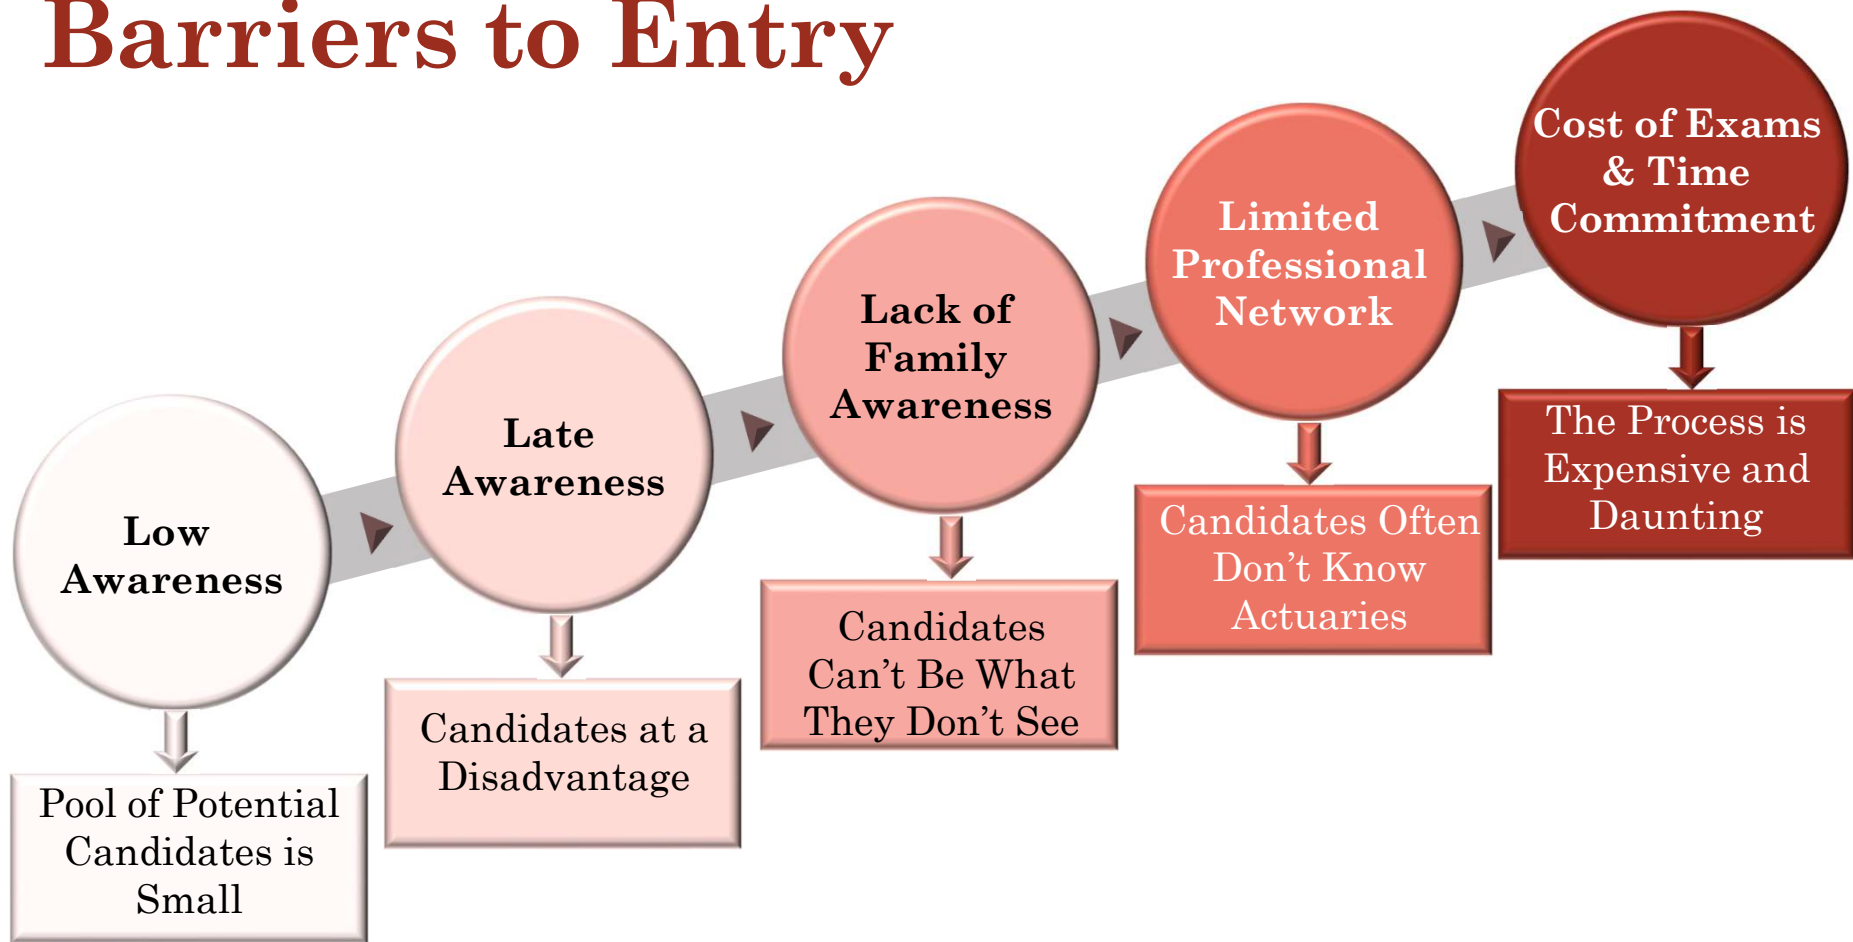 Barriers to Entry
Low
Awareness
Pool of Potential
Candidates is
Small
Late
Awareness
Candidates at a
Disadvantage
Lack of
Family
Awareness
Candidates
Can’t Be What
They Don’t See
Limited
Professional
Network
Candidates Often
Don’t Know
Actuaries
Cost of Exams
& Time
Commitment
The Process is
Expensive and
Daunting